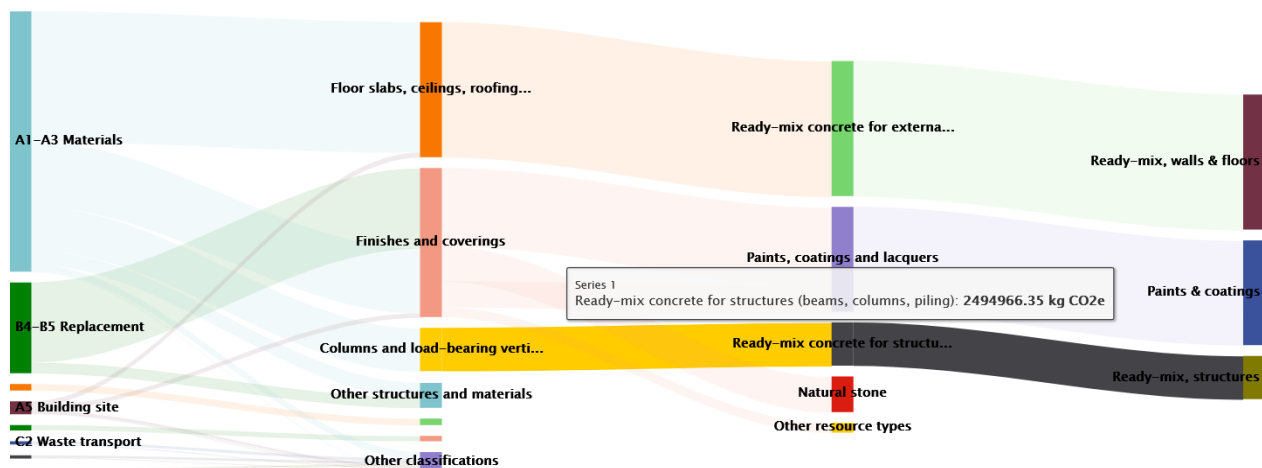 A1-A3 Materials
B4-B5 Replacement
A5 Building site
C2 Waste transport
Floor slabs, ceilings, roofing...
Finishes and coverings
Columns and load-bearing verti...
Other structures and materials
Other classifications
Ready-mix concrete for externa...
Paints, coatings and lacquers
Series 1
Ready-mix concrete for structures (beams, columns, piling): 2494966.35 kg CO2e
Ready-mix concrete for structu...
Natural stone
Other resource types
Ready-mix, walls & floors
Paints & coatings
Ready-mix, structures